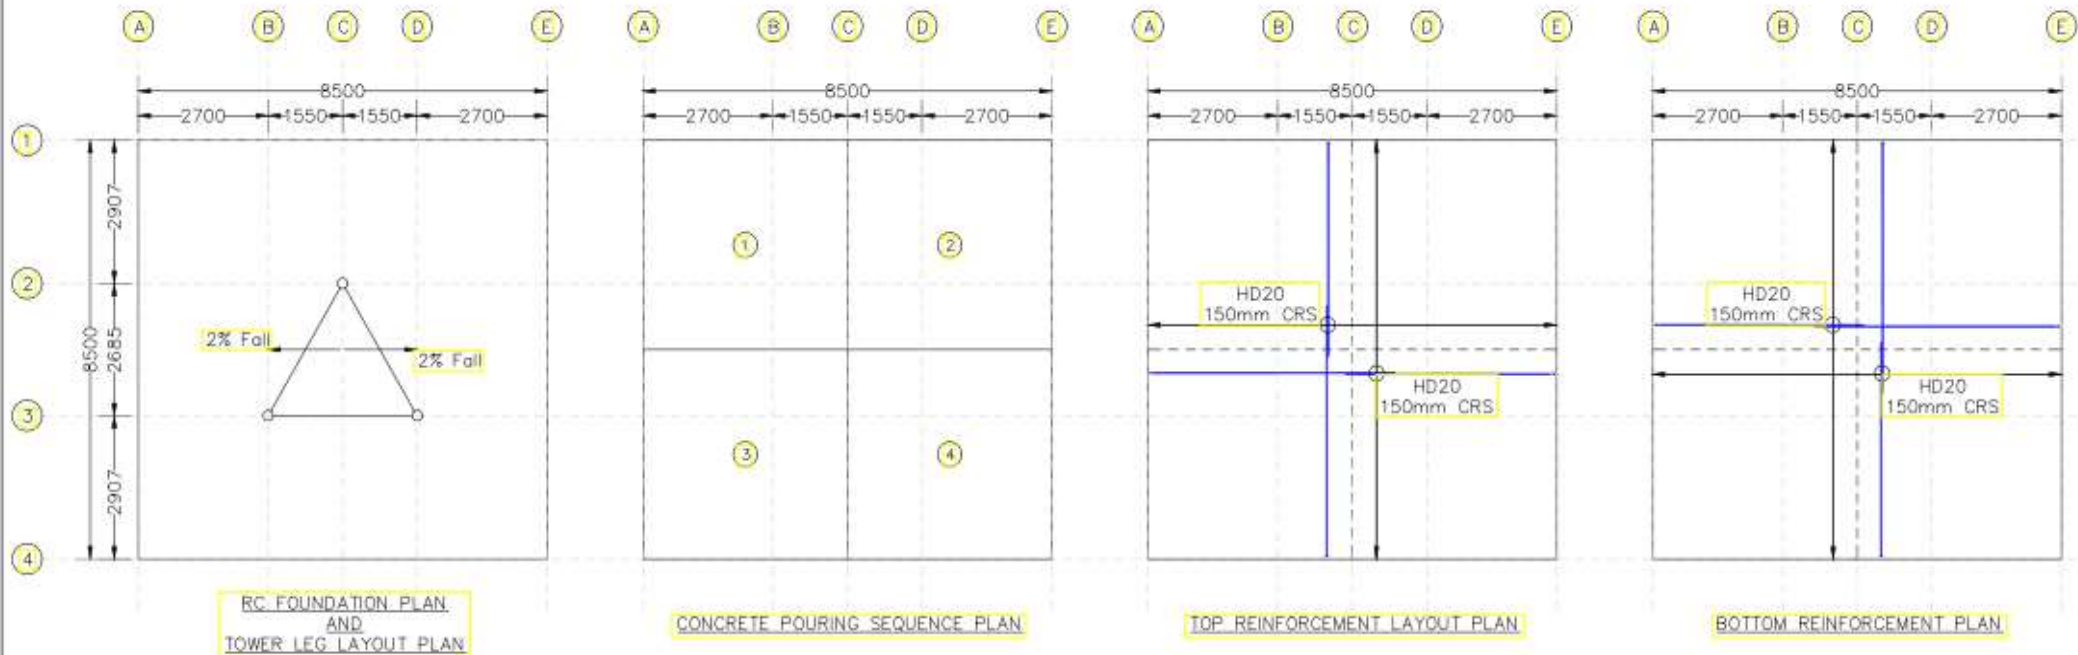 A B C D E A B C D E A B C D E A B C D E
8500 8500 8500 8500
2700 1550 1550 2700 2700 1550 1550 2700 2700 1550 1550 2700 2700 1550 1550 2700
1
2907
1 2
2
HD20
150mm CRS
HD20
150mm CRS
8500
2685
2% Fall
2% Fall
HD20
150mm CRS
HD20
150mm CRS
3
3 4
2907
4
RC FOUNDATION PLAN
AND
TOWER LEG LAYOUT PLAN
CONCRETE POURING SEQUENCE PLAN
TOP REINFORCEMENT LAYOUT PLAN
BOTTOM REINFORCEMENT PLAN